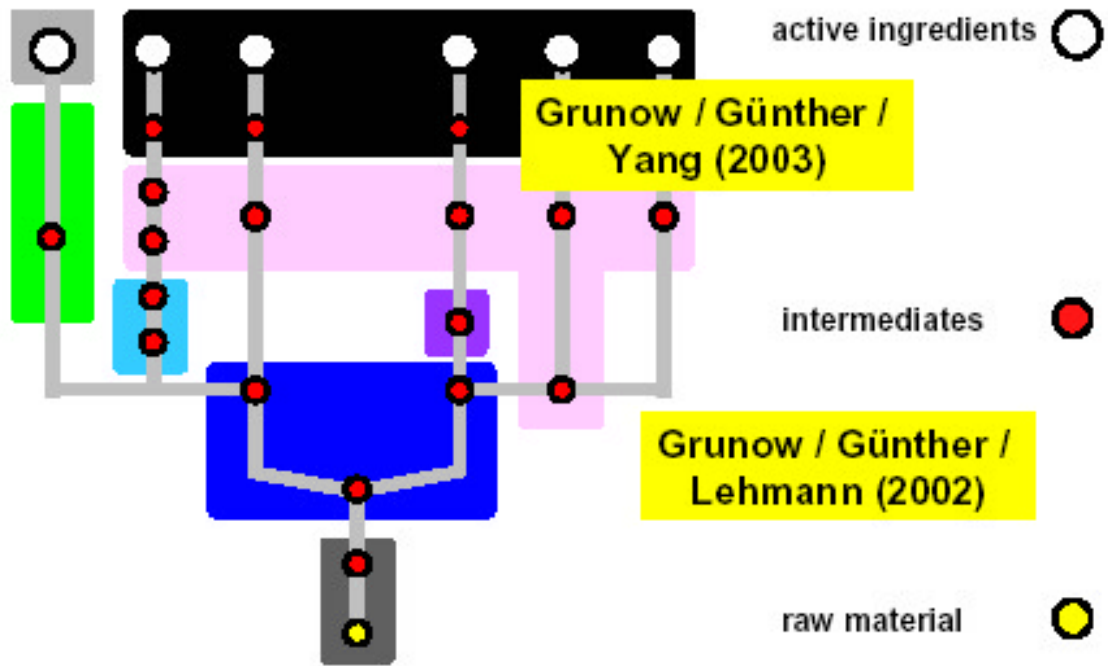 active ingredients
Grunow / Günther /
Yang (2003)
intermediates
Grunow / Günther /
Lehmann (2002)
raw material